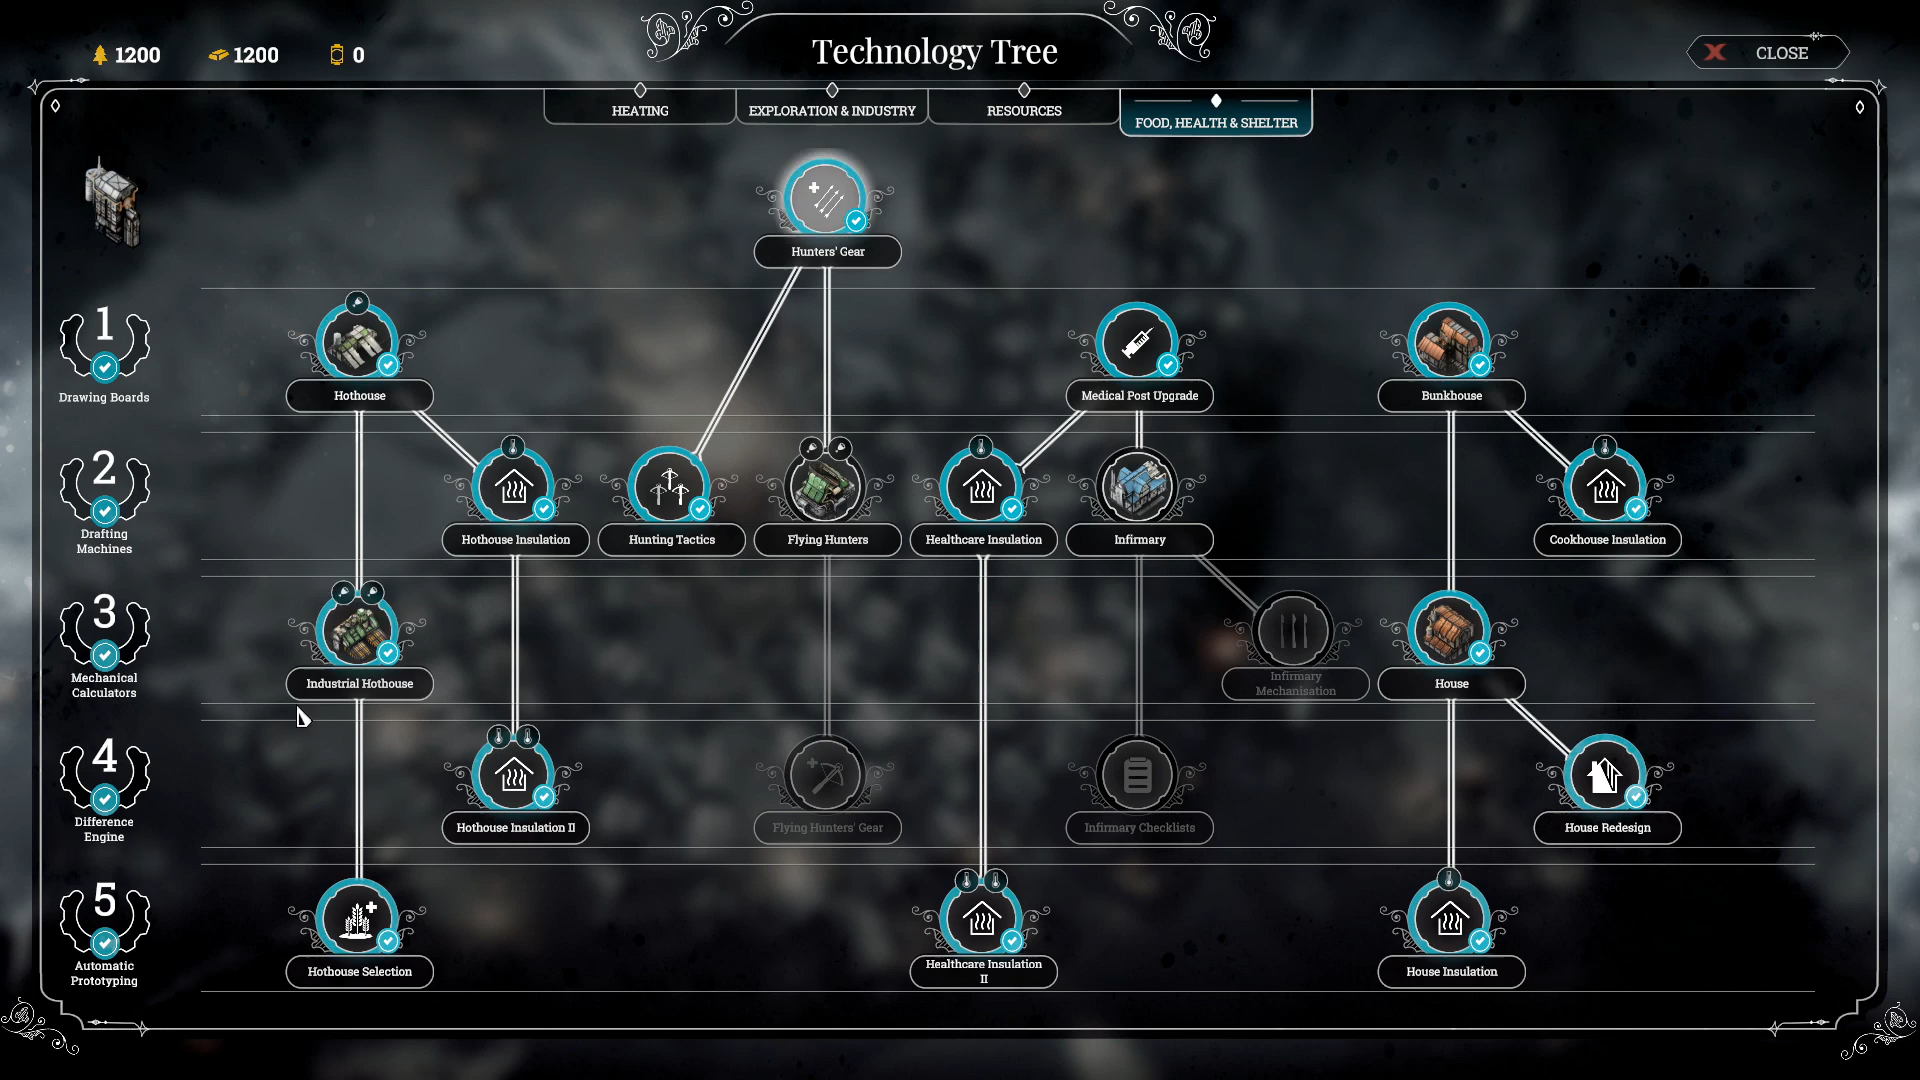 1200
1200
0
Technology Tree
CLOSE
HEATING
EXPLORATION & INDUSTRY
RESOURCES
FOOD, HEALTH & SHELTER
Hunters' Gear
1
Drawing Boards
Hothouse
Medical Post Upgrade
Bunkhouse
2
Drafting
Machines
Hothouse Insulation
Hunting Tactics
Flying Hunters
Healthcare Insulation
Infirmary
Cookhouse Insulation
3
Mechanical
Calculators
Industrial Hothouse
Infirmary
Mechanisation
House
4
Difference
Engine
Hothouse Insulation II
Flying Hunters' Gear
Infirmary Checklists
House Redesign
5
Automatic
Prototyping
Hothouse Selection
Healthcare Insulation
II
House Insulation